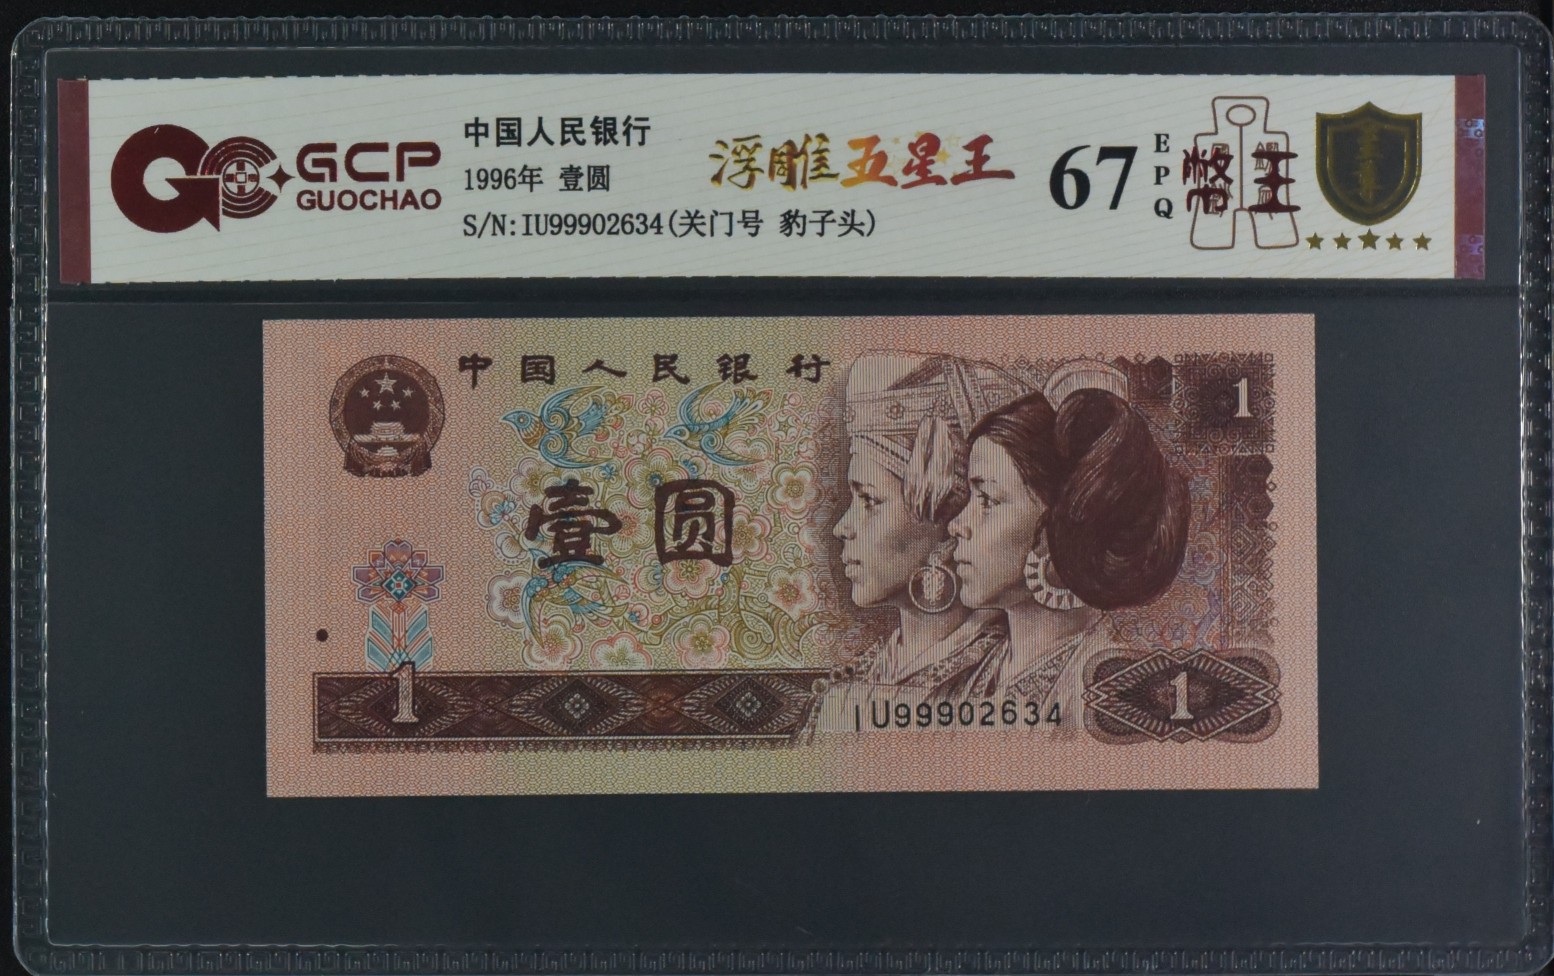 GCP
GUOCHAO
中国人民银行
1996年 壹圆
S/N:IU99902634(关门号 豹子头)
浮雕五星王
67
EPQ
中国人民银行
1
壹圆
1
IU99902634
1